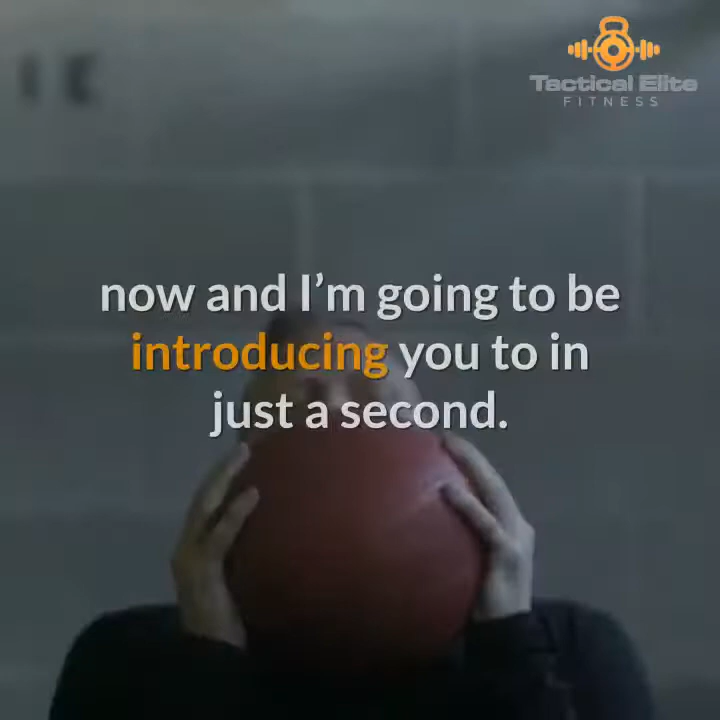 Tactical Elite
FITNESS
now and I'm going to be
introducing you to in
just a second.